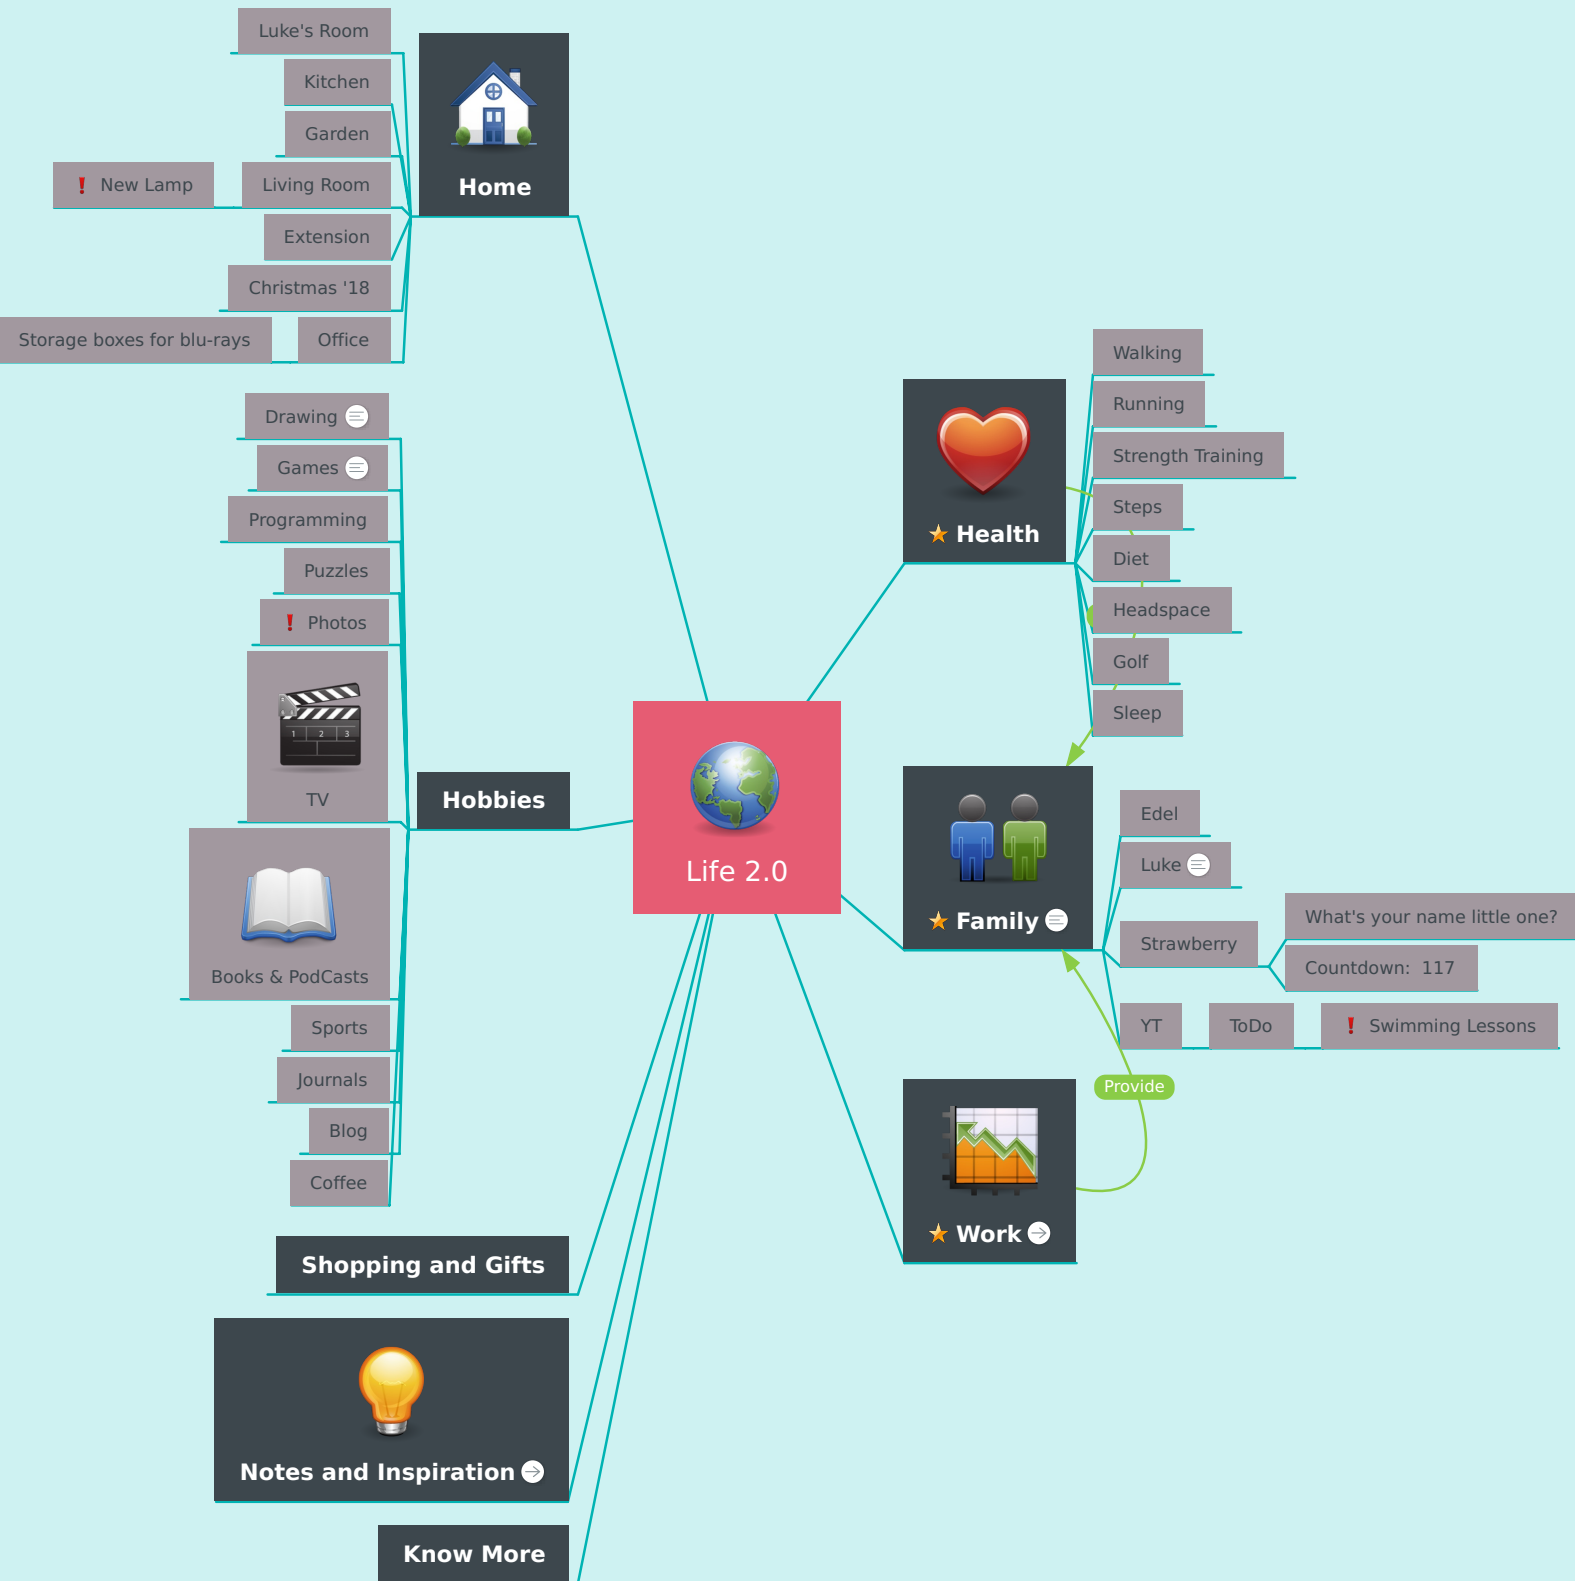 Luke's Room
Kitchen
Garden
New Lamp
Living Room
Extension
Christmas '18
Storage boxes for blu-rays
Office
Home
Drawing
Games
Programming
Puzzles
Photos
1 2 3
TV
Books & PodCasts
Sports
Journals
Blog
Coffee
Hobbies
Shopping and Gifts
Notes and Inspiration
Know More
Life 2.0
Health
Walking
Running
Strength Training
Steps
Diet
Headspace
Golf
Sleep
Family
Edel
Luke
Strawberry
What's your name little one?
Countdown: 117
YT
ToDo
Swimming Lessons
Provide
Work